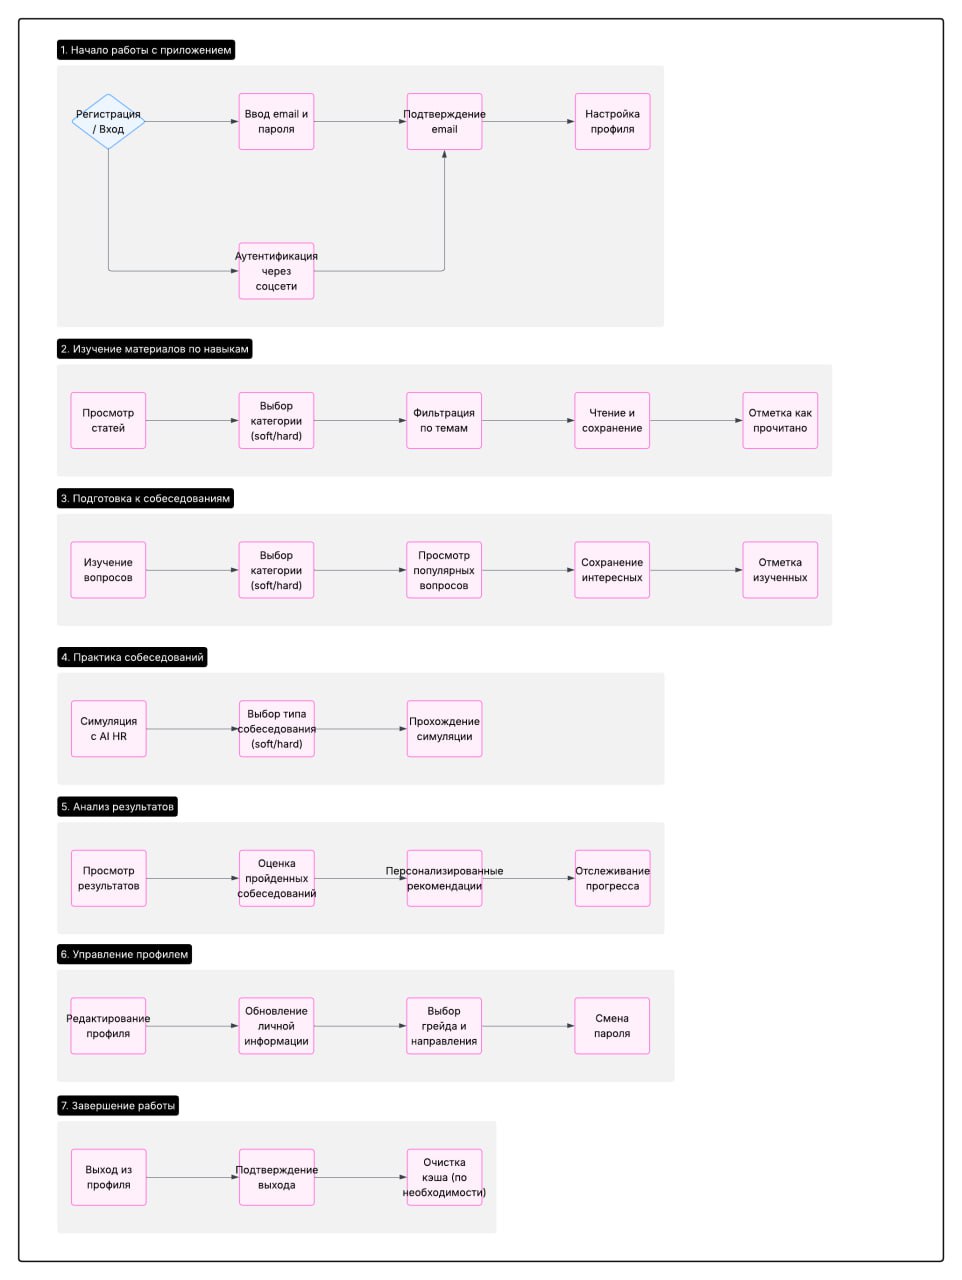 1. Начало работы с приложением
Регистрация
/ Вход
Ввод email и
пароля
Подтверждение
email
Настройка
профиля
Аутентификация
через
соцсети
2. Изучение материалов по навыкам
Просмотр
статей
Выбор
категории
(soft/hard)
Фильтрация
по темам
Чтение и
сохранение
Отметка как
прочитано
3. Подготовка к собеседованиям
Изучение
вопросов
Выбор
категории
(soft/hard)
Просмотр
популярных
вопросов
Сохранение
интересных
Отметка
изученных
4. Практика собеседований
Симуляция
с AI HR
Выбор типа
собеседования
(soft/hard)
Прохождение
симуляции
5. Анализ результатов
Просмотр
результатов
Оценка
пройденных
собеседований
Персонализированные
рекомендации
Отслеживание
прогресса
6. Управление профилем
Редактирование
профиля
Обновление
личной
информации
Выбор
грейда и
направления
Смена
пароля
7. Завершение работы
Выход из
профиля
Подтверждение
выхода
Очистка
кэша (по
необходимости)